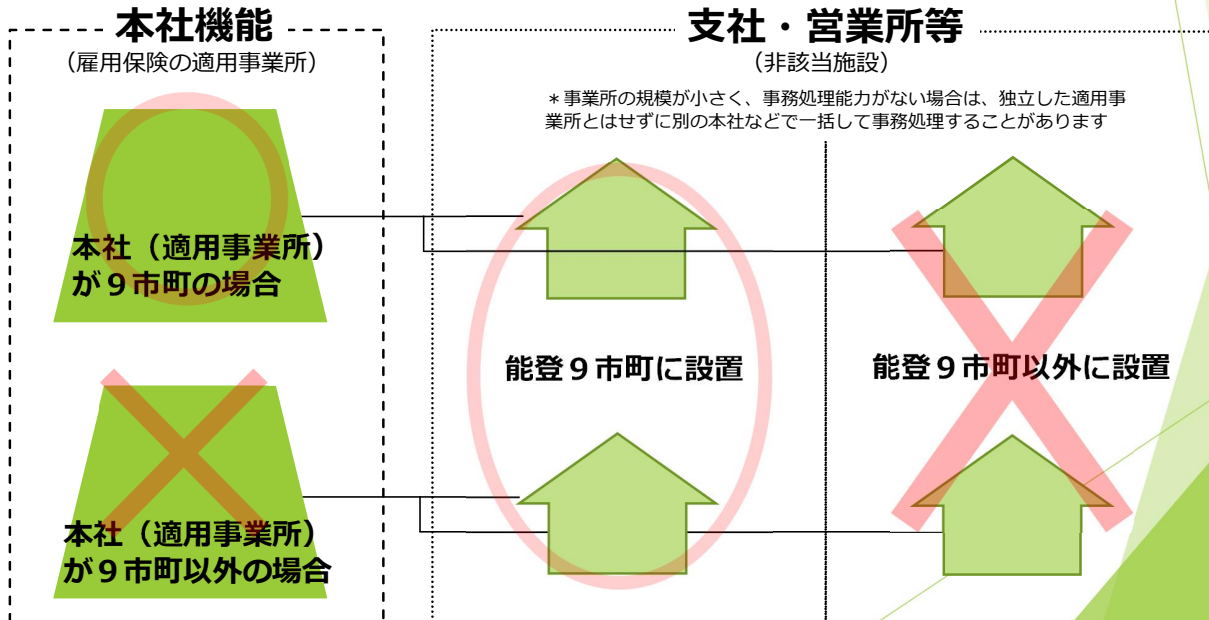 本社機能
（雇用保険の適用事業所）
支社・営業所等
（非該当施設）
＊事業所の規模が小さく、事務処理能力がない場合は、独立した適用事
業所とはせずに別の本社などで一括して事務処理することがあります
本社（適用事業所）
が９市町の場合
能登９市町に設置
能登９市町以外に設置
本社（適用事業所）
が９市町以外の場合